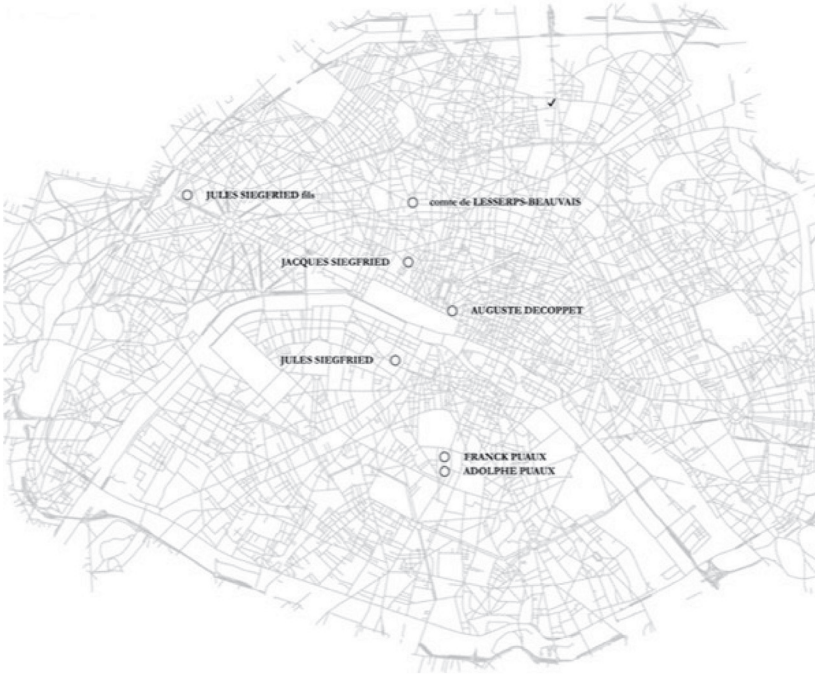 JULES SIEGFRIED fils
comte de LESSERPS-BEAUVAIS
JACQUES SIEGFRIED
AUGUSTE DECOPPET
JULES SIEGFRIED
FRANCK PUAUX
ADOLPHE PUAUX